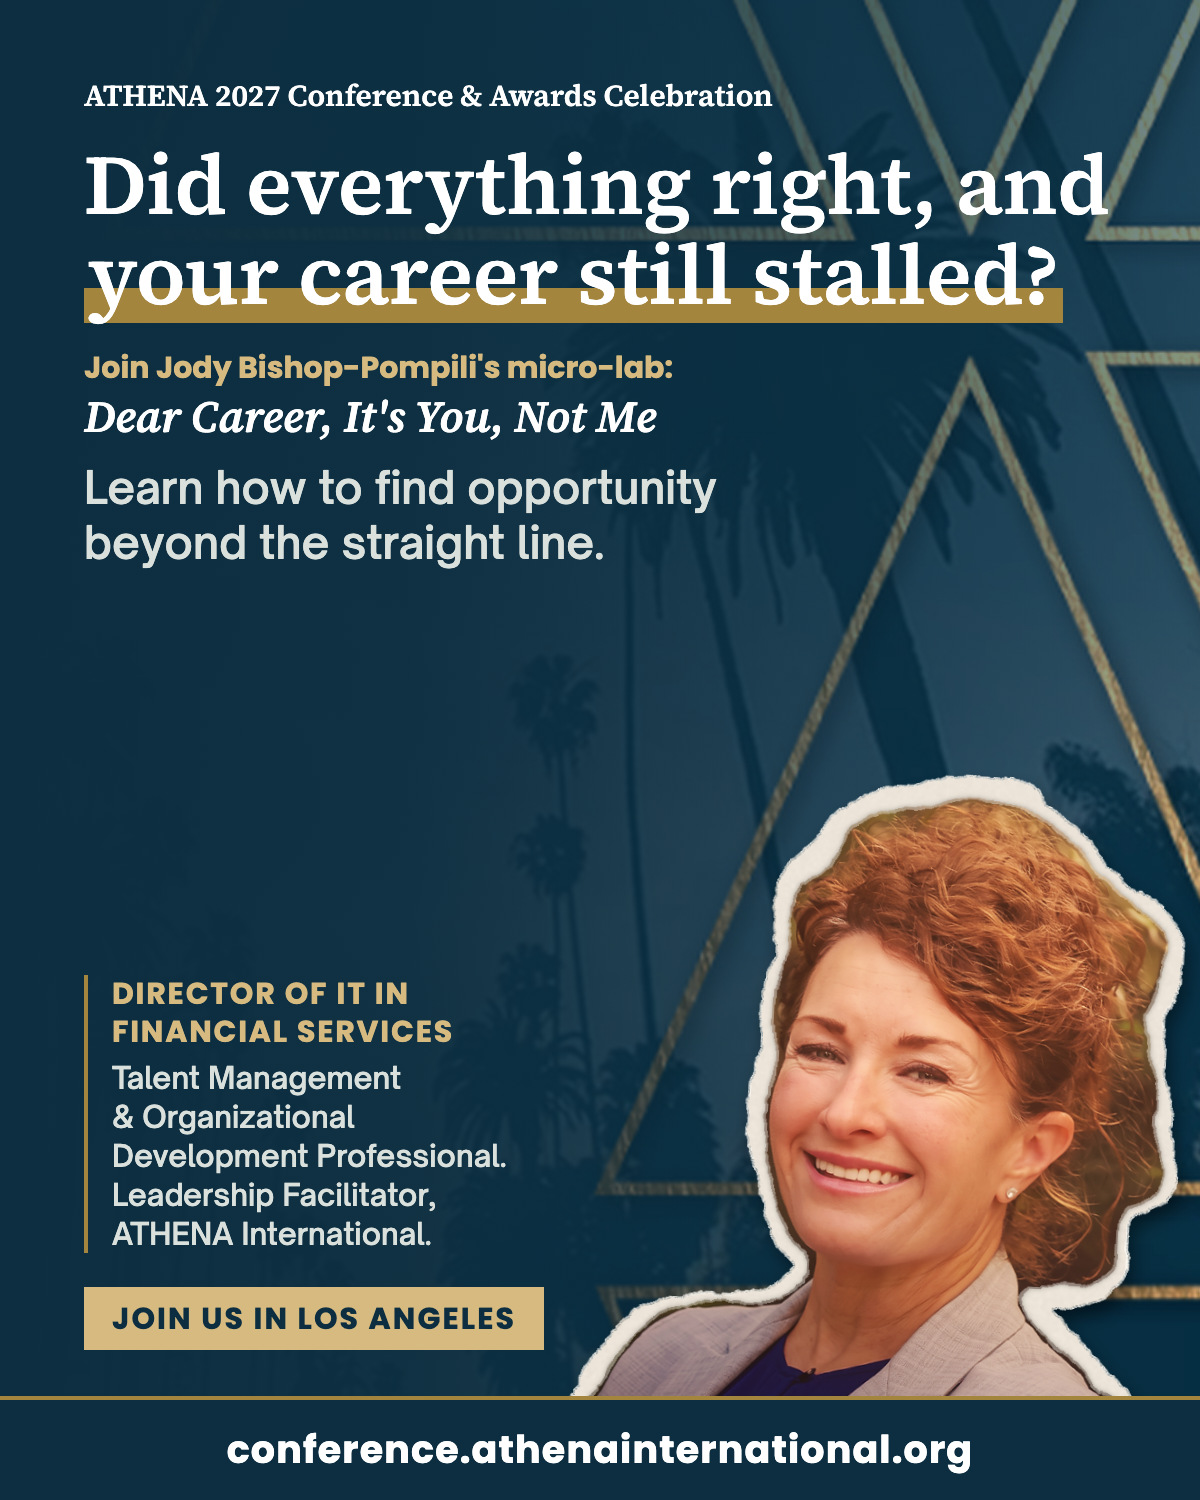 ATHENA 2027 Conference & Awards Celebration
Did everything right, and
your career still stalled?
Join Jody Bishop-Pompili's micro-lab:
Dear Career, It's You, Not Me
Learn how to find opportunity
beyond the straight line.
DIRECTOR OF IT IN
FINANCIAL SERVICES
Talent Management
& Organizational
Development Professional.
Leadership Facilitator,
ATHENA International.
JOIN US IN LOS ANGELES
conference.athenainternational.org